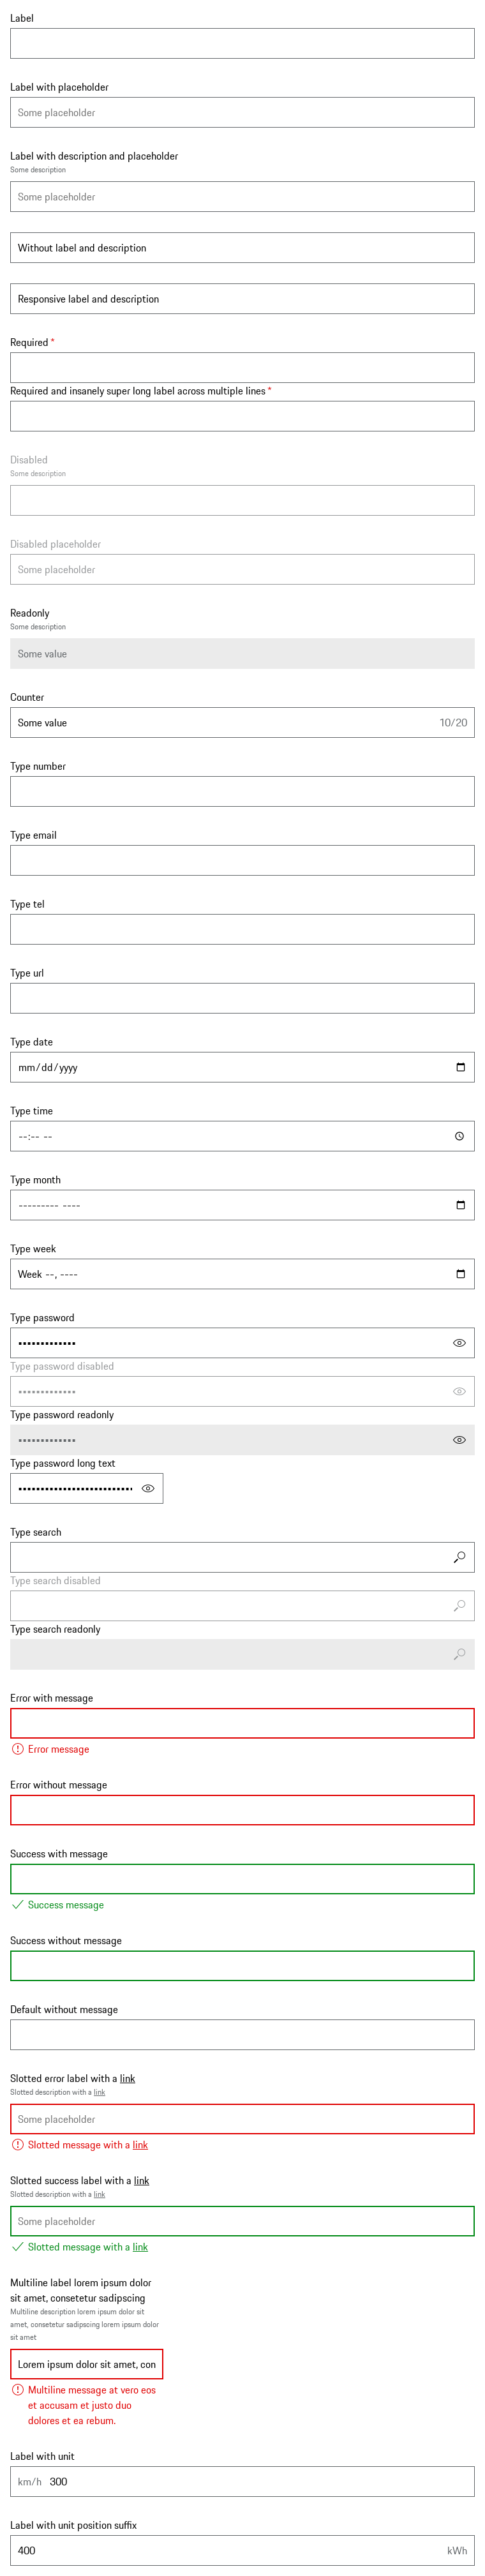 Label
Label with placeholder
Some placeholder
Label with description and placeholder
Some description
Some placeholder
Without label and description
Responsive label and description
Required *
Required and insanely super long label across multiple lines *
Disabled
Some description
Disabled placeholder
Some placeholder
Readonly
Some description
Some value
Counter
Some value 10/20
Type number
Type email
Type tel
Type url
Type date
mm/dd/yyyy
Type time
--:-- --
Type month
--------- ----
Type week
Week --, ----
Type password
•••••••••••••
Type password disabled
•••••••••••••
Type password readonly
•••••••••••••
Type password long text
••••••••••••••••••••••••••
Type search
Type search disabled
Type search readonly
Error with message
Error message
Error without message
Success with message
Success message
Success without message
Default without message
Slotted error label with a link
Slotted description with a link
Some placeholder
Slotted message with a link
Slotted success label with a link
Slotted description with a link
Some placeholder
Slotted message with a link
Multiline label lorem ipsum dolor
sit amet, consetetur sadipscing
Multiline description lorem ipsum dolor sit
amet, consetetur sadipscing lorem ipsum dolor
sit amet
Lorem ipsum dolor sit amet, con
Multiline message at vero eos
et accusam et justo duo
dolores et ea rebum.
Label with unit
km/h 300
Label with unit position suffix
400 kWh